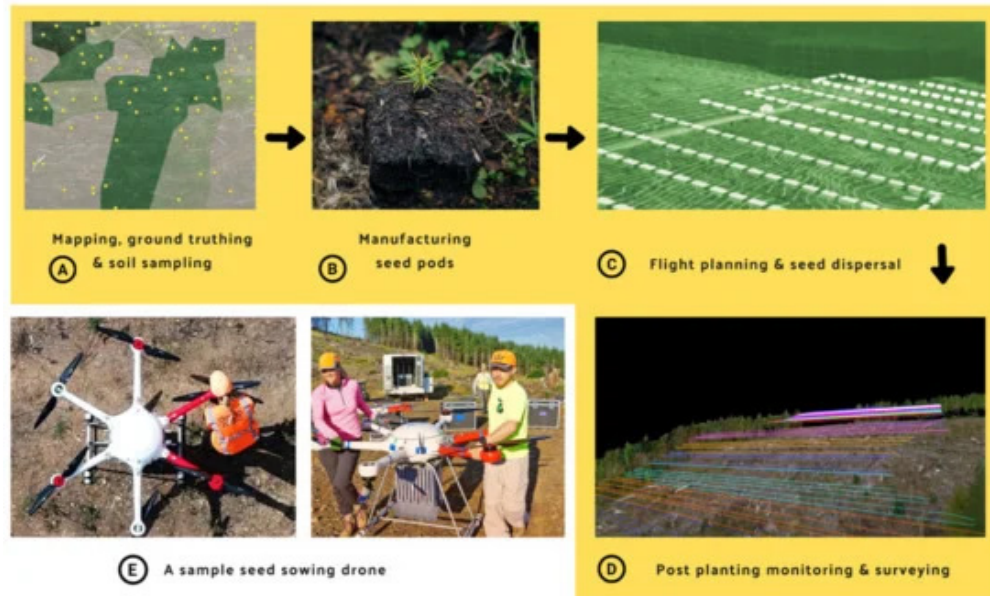 Mapping, ground truthing
& soil sampling
A
Manufacturing
seed pods
B
C
Flight planning & seed dispersal
E
A sample seed sowing drone
D
Post planting monitoring & surveying